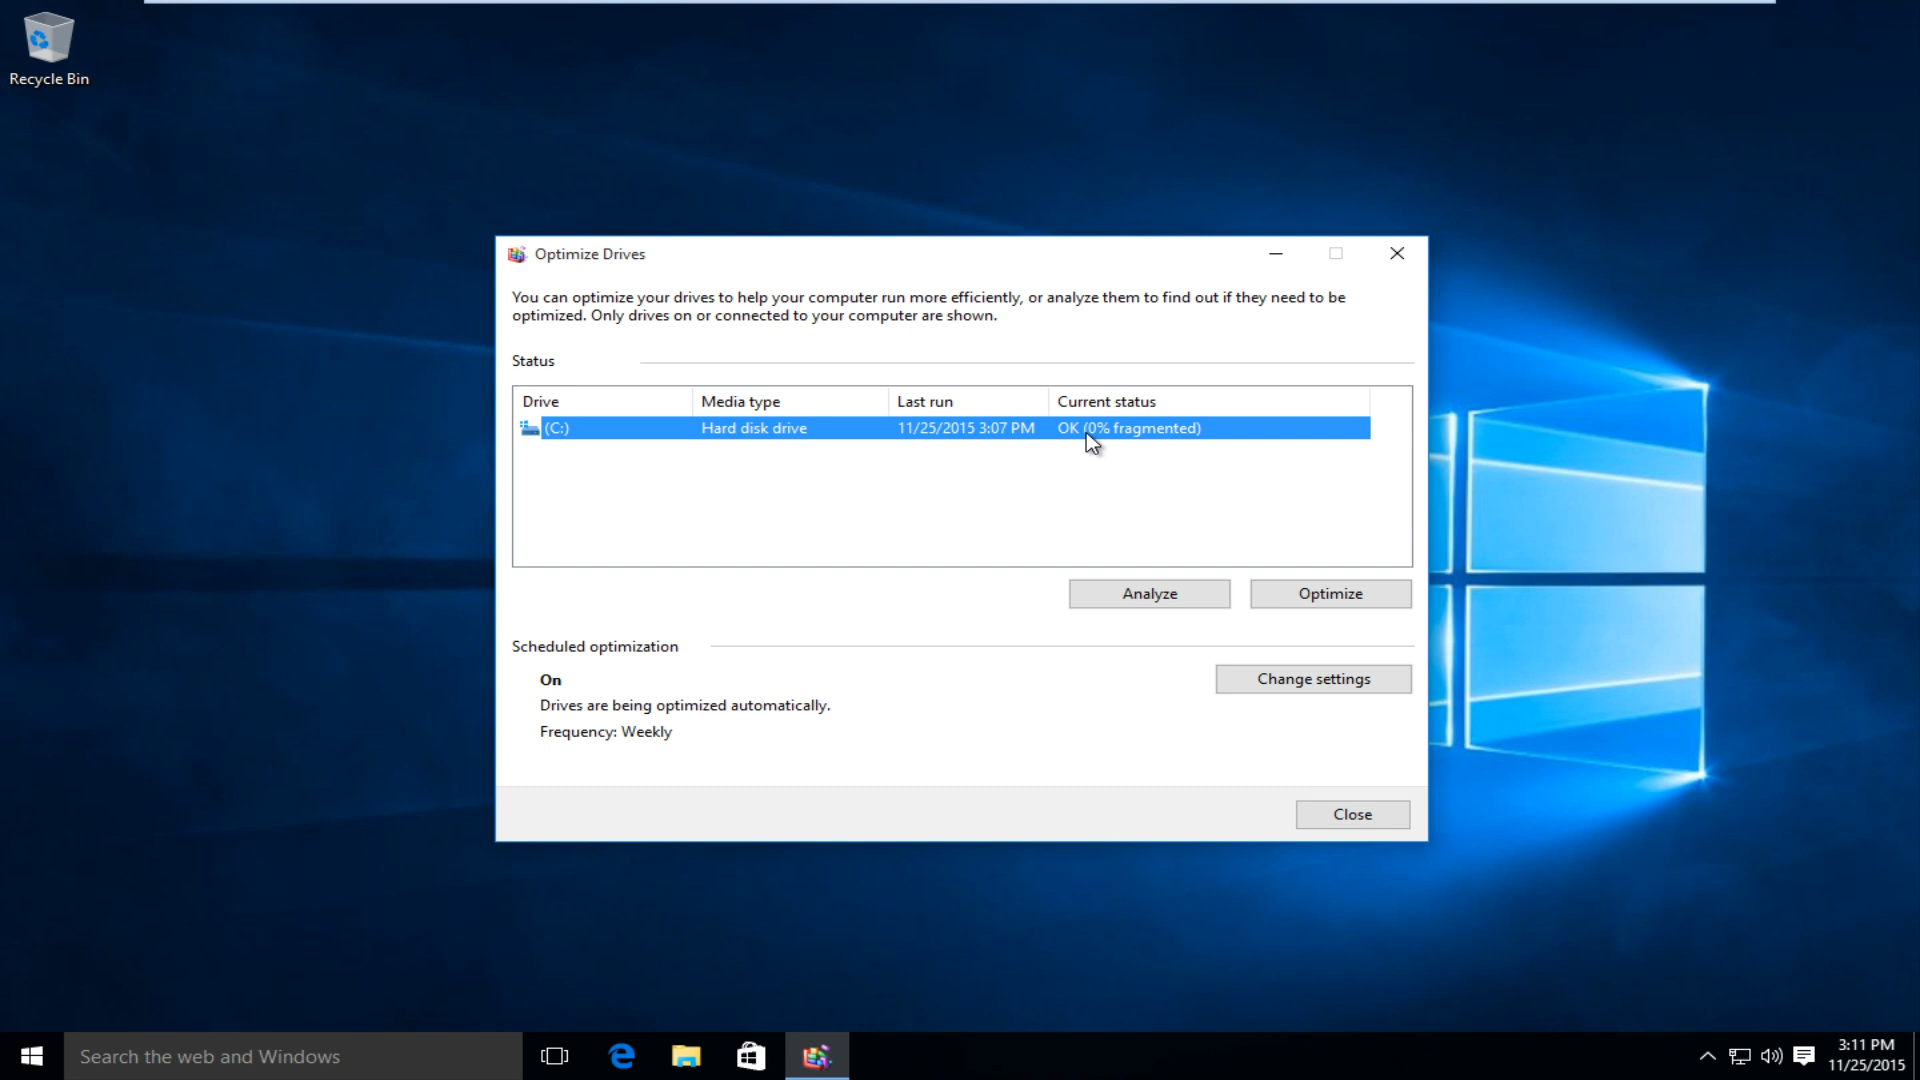 Recycle Bin
Optimize Drives
You can optimize your drives to help your computer run more efficiently, or analyze them to find out if they need to be
optimized. Only drives on or connected to your computer are shown.
Status
Drive Media type Last run Current status
(C:) Hard disk drive 11/25/2015 3:07 PM OK (0% fragmented)
Analyze Optimize
Scheduled optimization
On
Change settings
Drives are being optimized automatically.
Frequency: Weekly
Close
Search the web and Windows
3:11 PM
11/25/2015